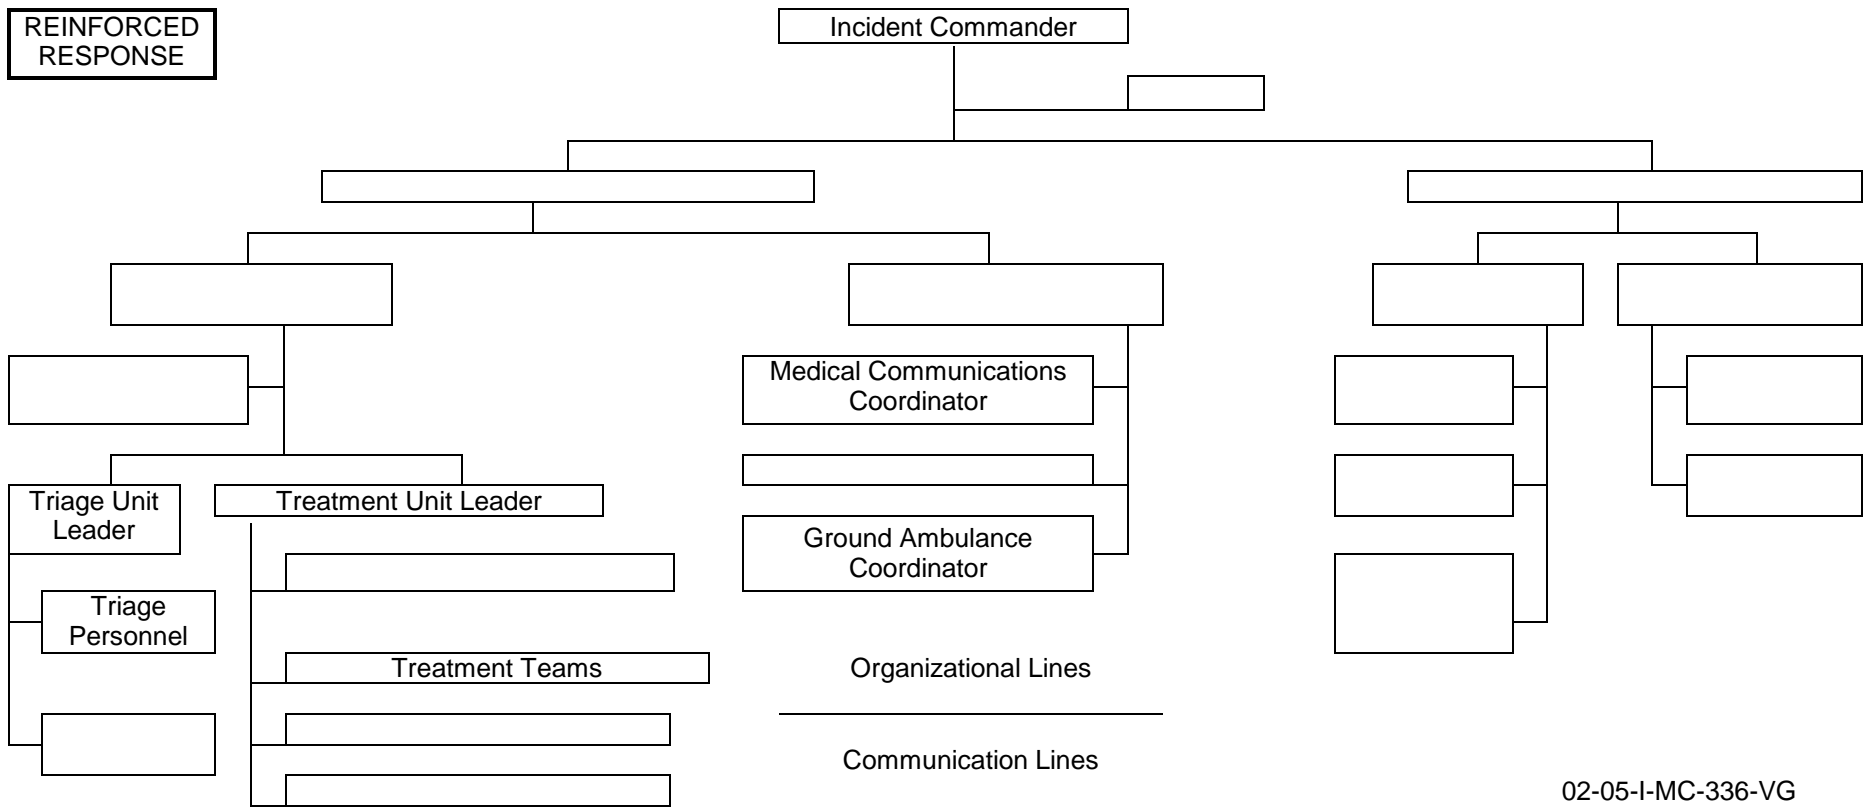 REINFORCED
RESPONSE
Incident Commander
Medical Communications
Coordinator
Triage Unit
Leader
Treatment Unit Leader
Ground Ambulance
Coordinator
Triage
Personnel
Treatment Teams
Organizational Lines
Communication Lines
02-05-I-MC-336-VG